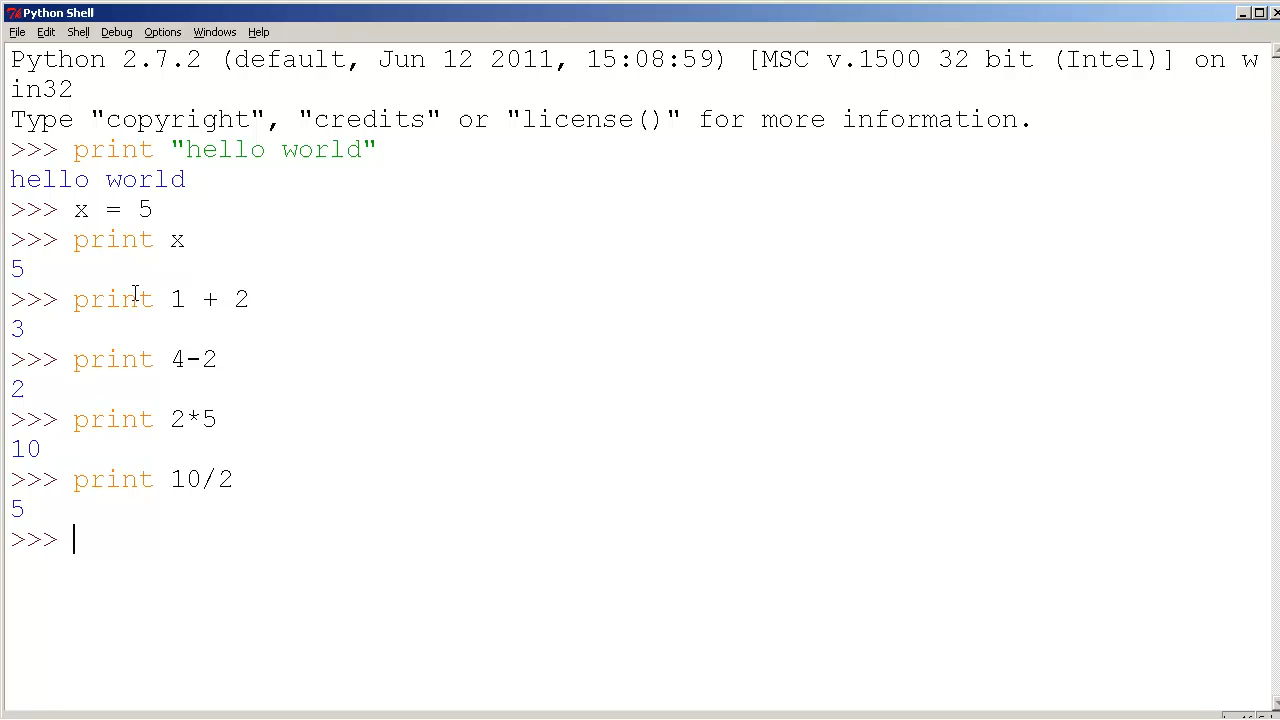 Python Shell
File Edit Shell Debug Options Windows Help
Python 2.7.2 (default, Jun 12 2011, 15:08:59) [MSC v.1500 32 bit (Intel)] on w
in32
Type "copyright", "credits" or "license()" for more information.
>>> print "hello world"
hello world
>>> x = 5
>>> print x
5
>>> print 1 + 2
3
>>> print 4-2
2
>>> print 2*5
10
>>> print 10/2
5
>>>